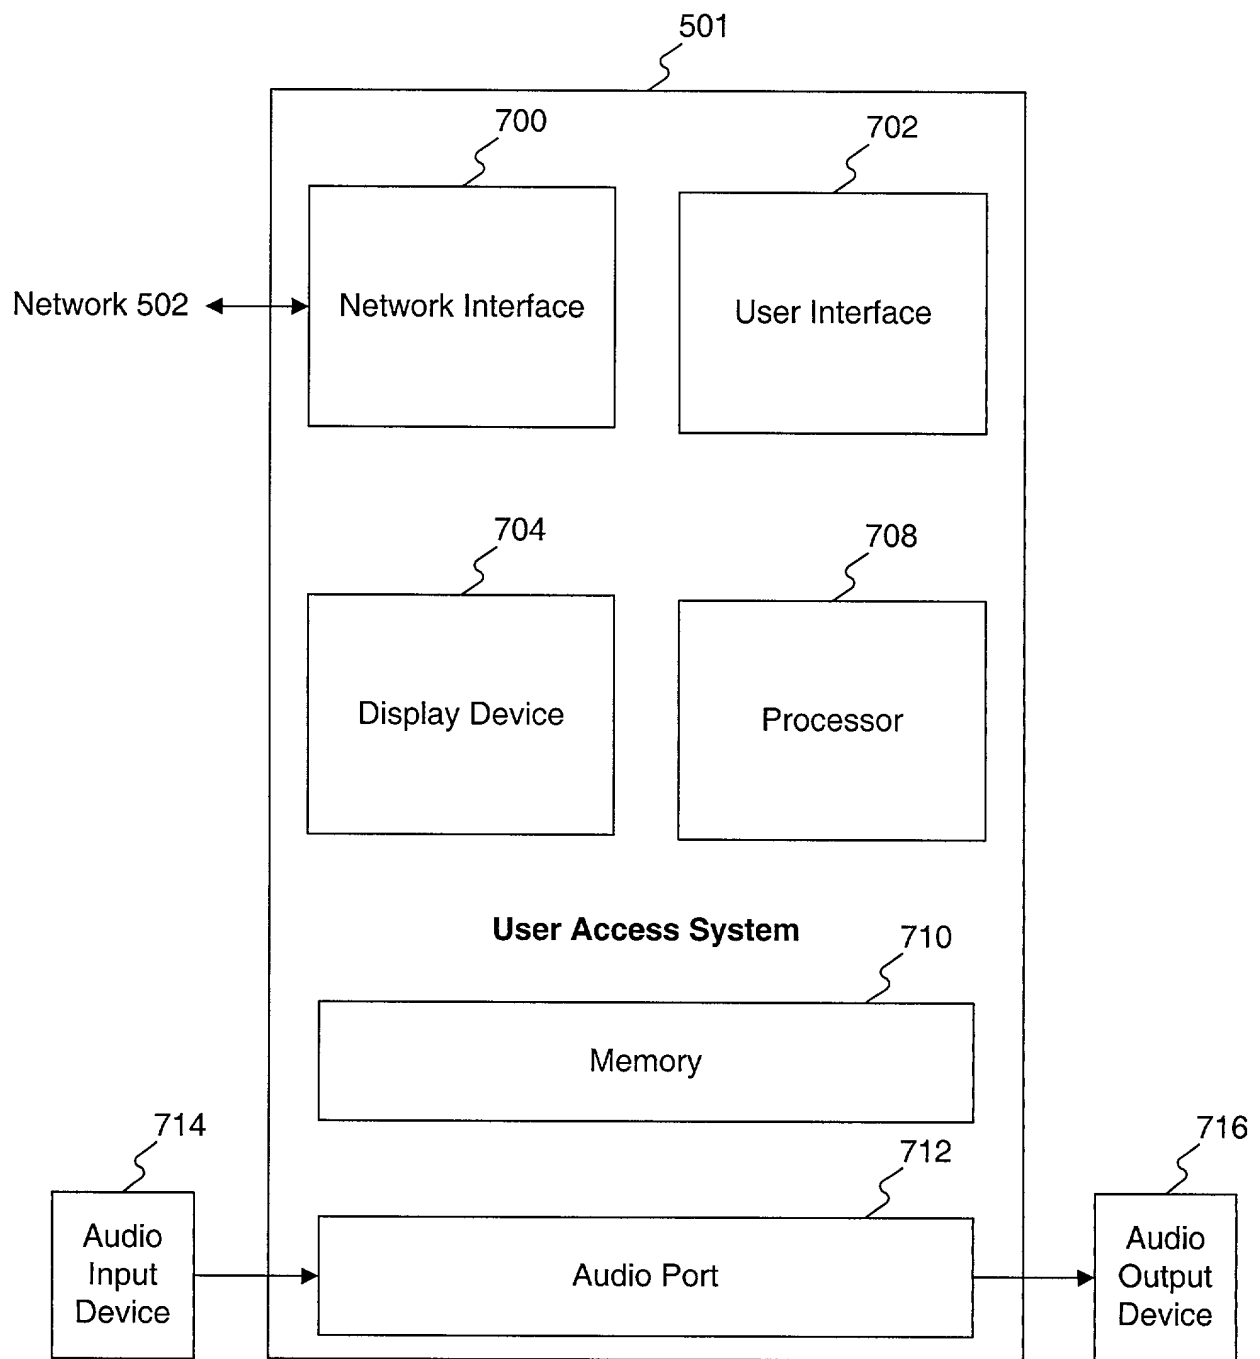 501
700
702
Network 502
Network Interface
User Interface
704
708
Display Device
Processor
User Access System
710
Memory
714
712
716
Audio
Input
Device
Audio Port
Audio
Output
Device